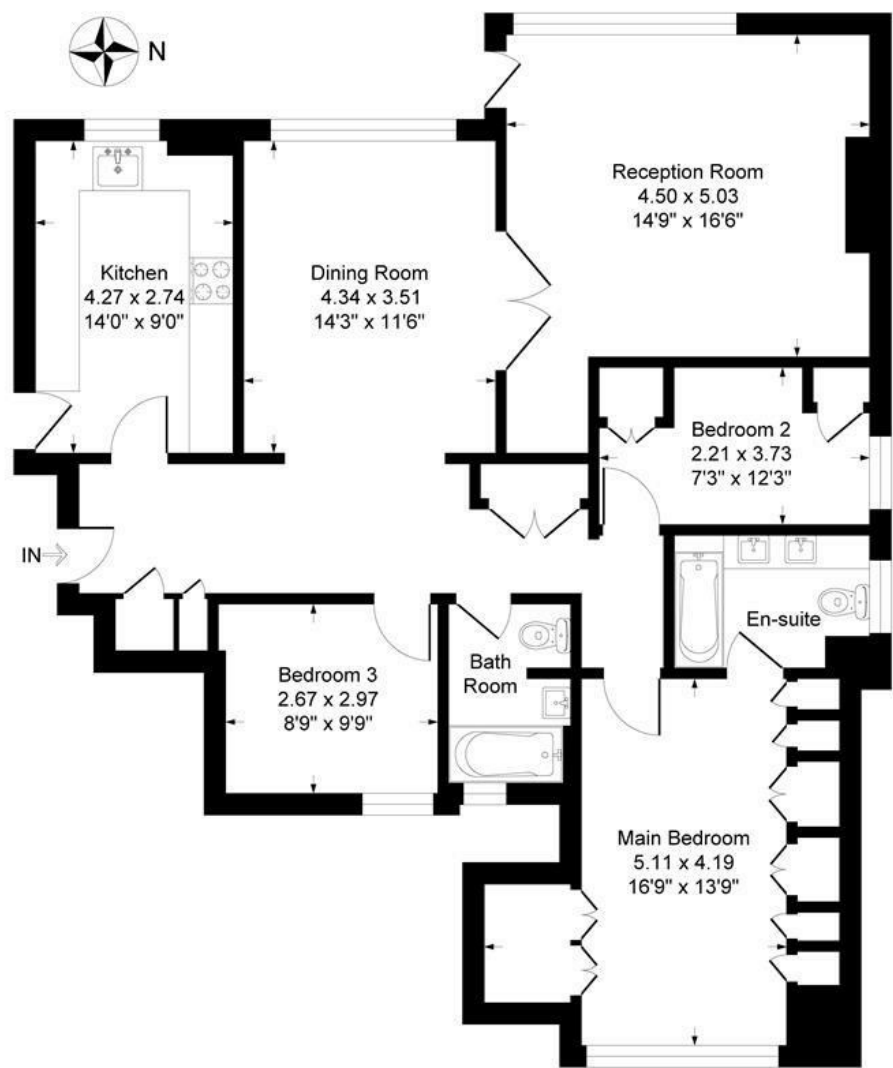 N
Reception Room
4.50 x 5.03
14'9" x 16'6"
Kitchen
4.27 x 2.74
14'0" x 9'0"
Dining Room
4.34 x 3.51
14'3" x 11'6"
Bedroom 2
2.21 x 3.73
7'3" x 12'3"
IN
En-suite
Bedroom 3
2.67 x 2.97
8'9" x 9'9"
Bath
Room
Main Bedroom
5.11 x 4.19
16'9" x 13'9"